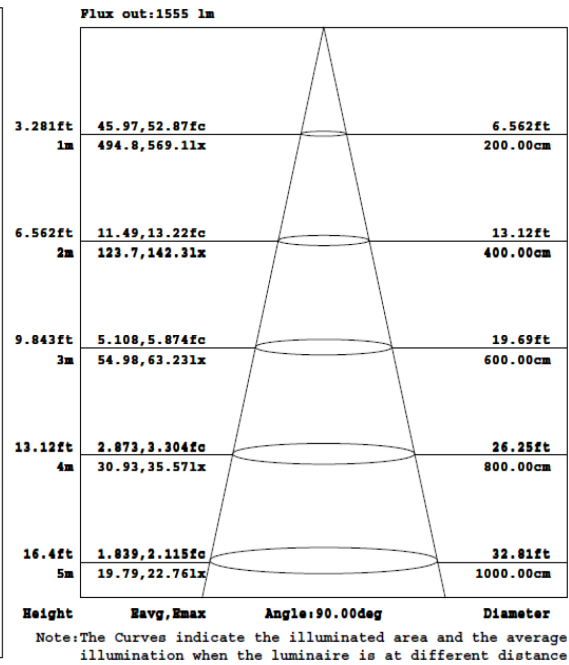 Flux out:1555 lm
3.281ft 45.97,52.87fc 6.562ft
1m 494.8,569.1lx 200.00cm
6.562ft 11.49,13.22fc 13.12ft
2m 123.7,142.3lx 400.00cm
9.843ft 5.108,5.874fc 19.69ft
3m 54.98,63.23lx 600.00cm
13.12ft 2.873,3.304fc 26.25ft
4m 30.93,35.57lx 800.00cm
16.4ft 1.839,2.115fc 32.81ft
5m 19.79,22.76lx 1000.00cm
Height Eavg,Emax Angle:90.00deg Diameter
Note:The Curves indicate the illuminated area and the average
illumination when the luminaire is at different distance